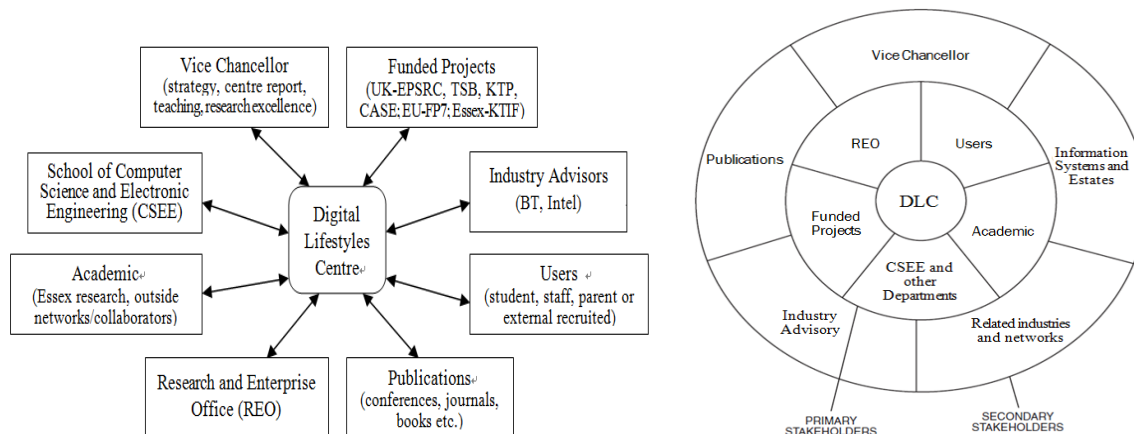 Vice Chancellor
(strategy, centre report,
teaching, research excellence)
Funded Projects
(UK-EPSRC, TSB, KTP,
CASE; EU-FP7; Essex-KTIF)
School of Computer
Science and Electronic
Engineering (CSEE)
Industry Advisors
(BT, Intel)
Digital
Lifestyles
Centre
Academic
(Essex research, outside
networks/collaborators)
Users
(student, staff, parent or
external recruited)
Research and Enterprise
Office (REO)
Publications
(conferences, journals,
books etc.)
Vice Chancellor
REO
Users
Publications
Information
Systems and
Estates
DLC
Funded
Projects
Academic
CSEE and
other
Departments
Industry
Advisory
Related industries
and networks
PRIMARY
STAKEHOLDERS
SECONDARY
STAKEHOLDERS